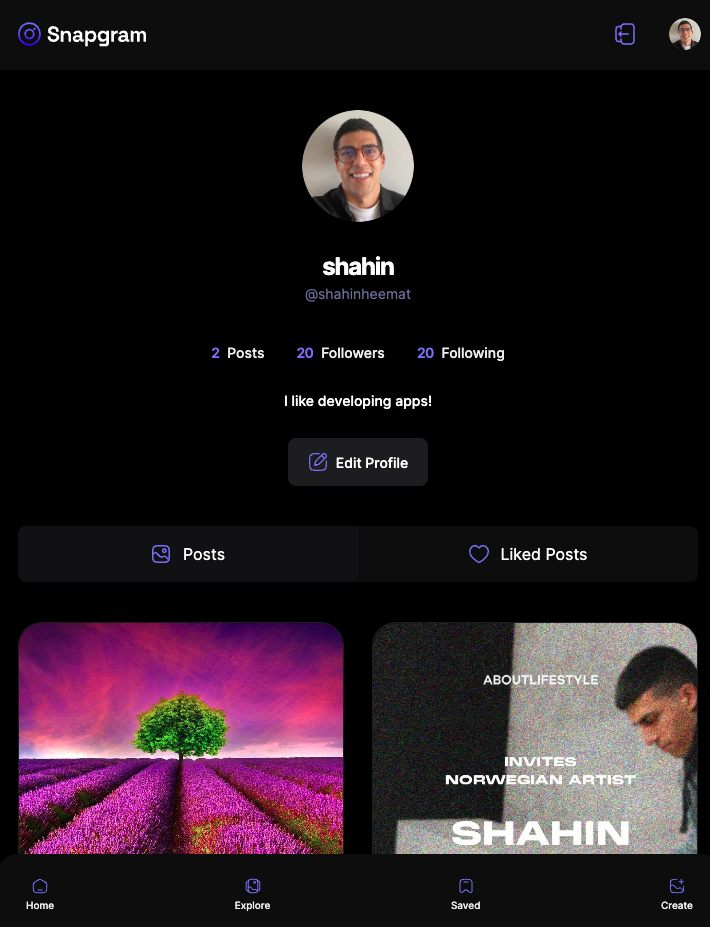 Snapgram
shahin
@shahinheemat
2 Posts 20 Followers 20 Following
I like developing apps!
Edit Profile
Posts Liked Posts
ABOUTLIFESTYLE
INVITES
NORWEGIAN ARTIST
SHAHIN
Home Explore Saved Create